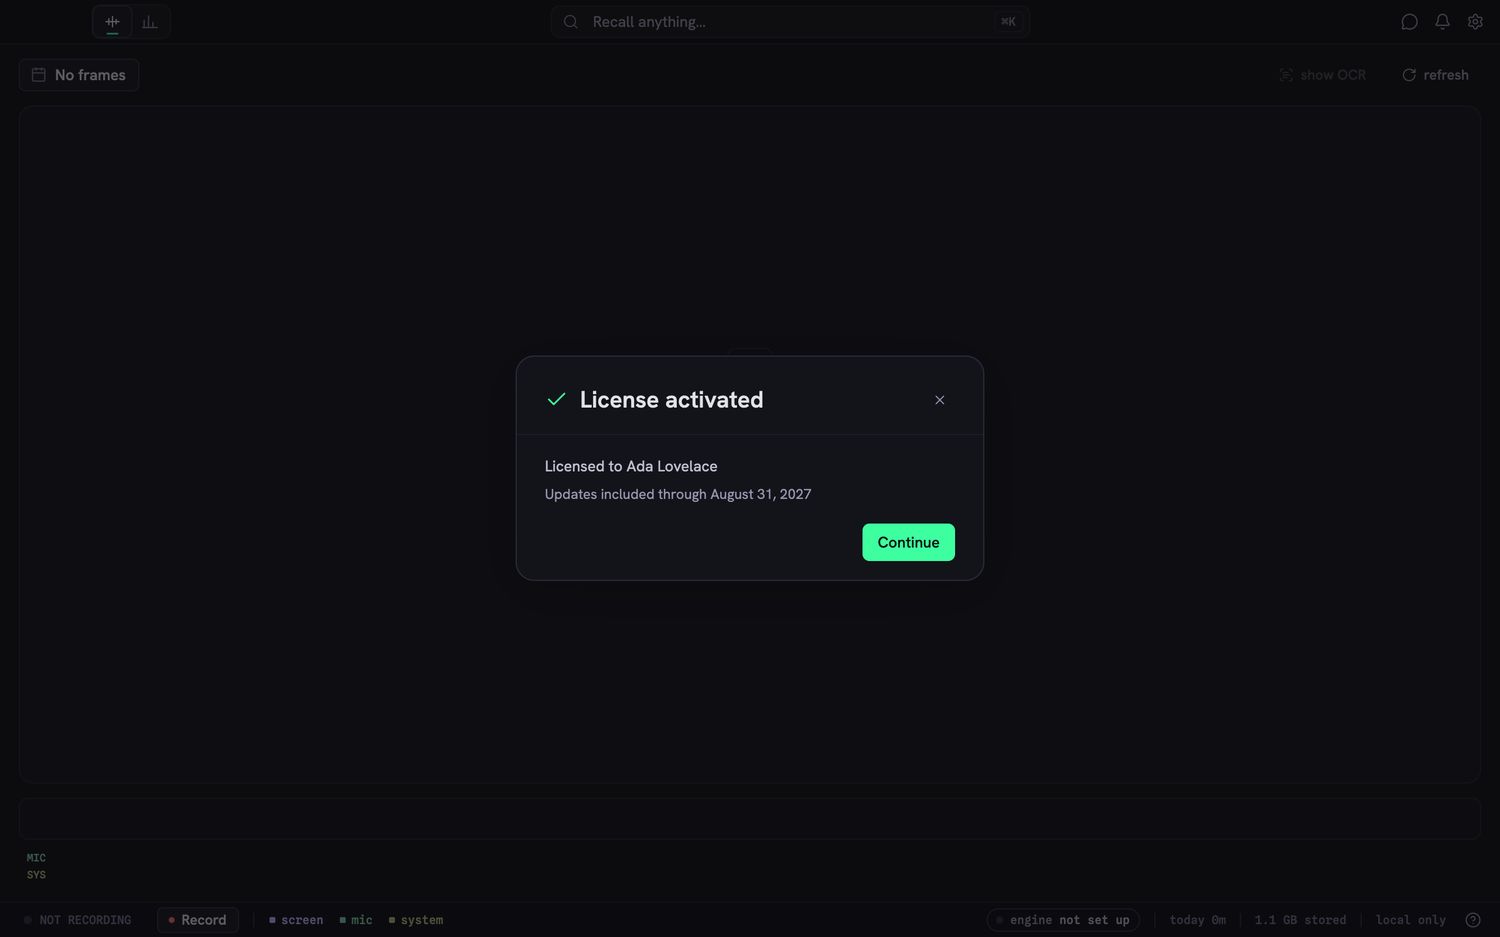 Recall anything...
⌘K
No frames
show OCR
refresh
License activated
Licensed to Ada Lovelace
Updates included through August 31, 2027
Continue
MIC
SYS
NOT RECORDING
Record
screen
mic
system
engine not set up
today 0m
1.1 GB stored
local only